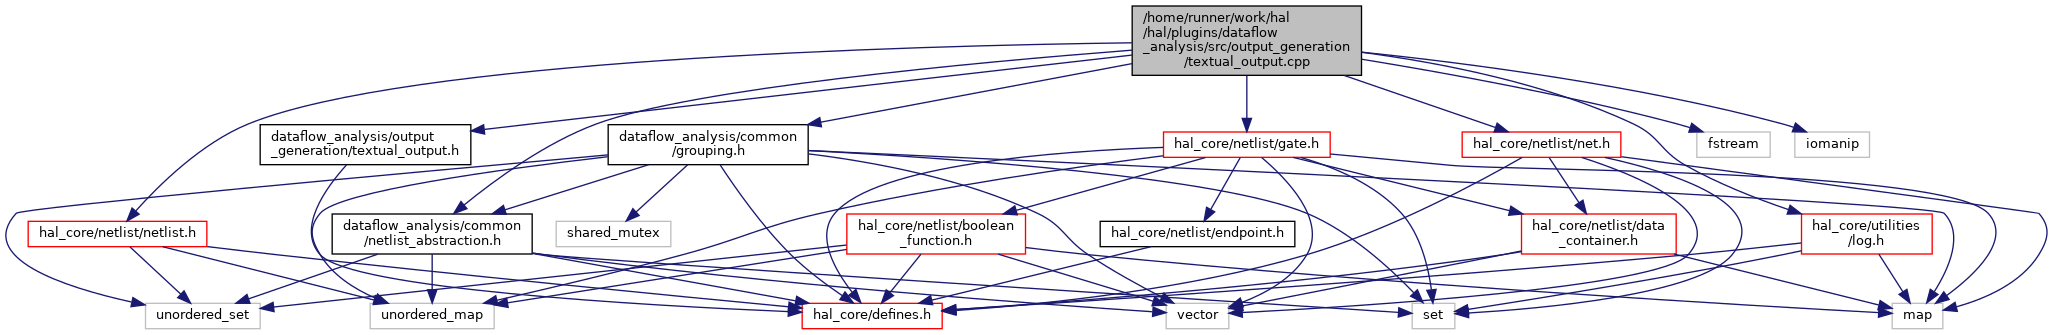 /home/runner/work/hal
/hal/plugins/dataflow
_analysis/src/output_generation
/textual_output.cpp
dataflow_analysis/output
_generation/textual_output.h
dataflow_analysis/common
/grouping.h
hal_core/netlist/gate.h
hal_core/netlist/net.h
fstream
iomanip
hal_core/netlist/netlist.h
dataflow_analysis/common
/netlist_abstraction.h
shared_mutex
hal_core/netlist/boolean
_function.h
hal_core/netlist/endpoint.h
hal_core/netlist/data
_container.h
hal_core/utilities
/log.h
unordered_set
unordered_map
hal_core/defines.h
vector
set
map